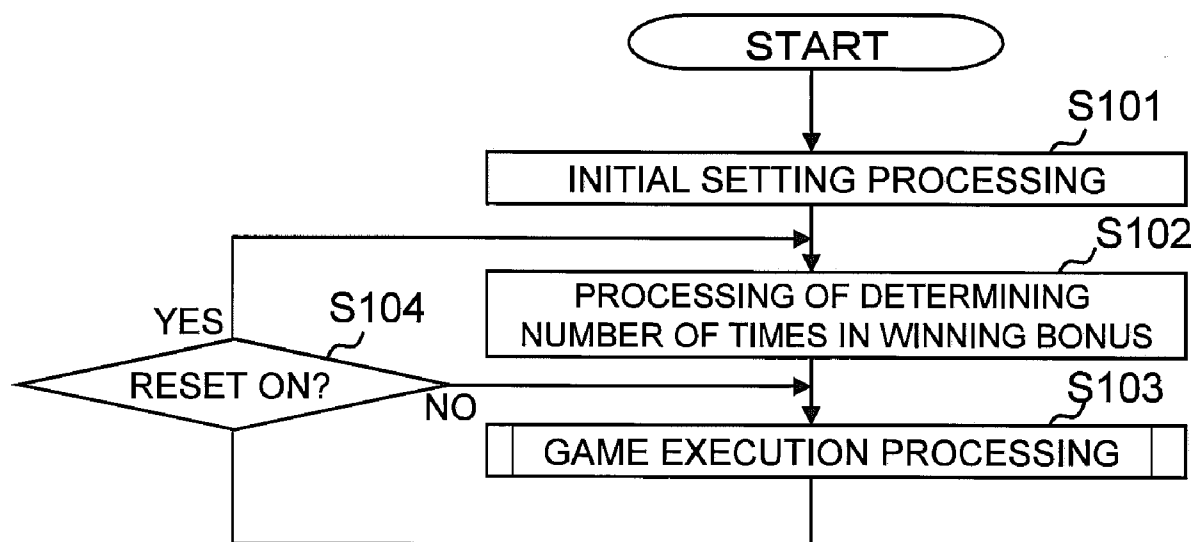 START
S101
INITIAL SETTING PROCESSING
S102
PROCESSING OF DETERMINING
NUMBER OF TIMES IN WINNING BONUS
YES
S104
RESET ON?
NO
S103
GAME EXECUTION PROCESSING